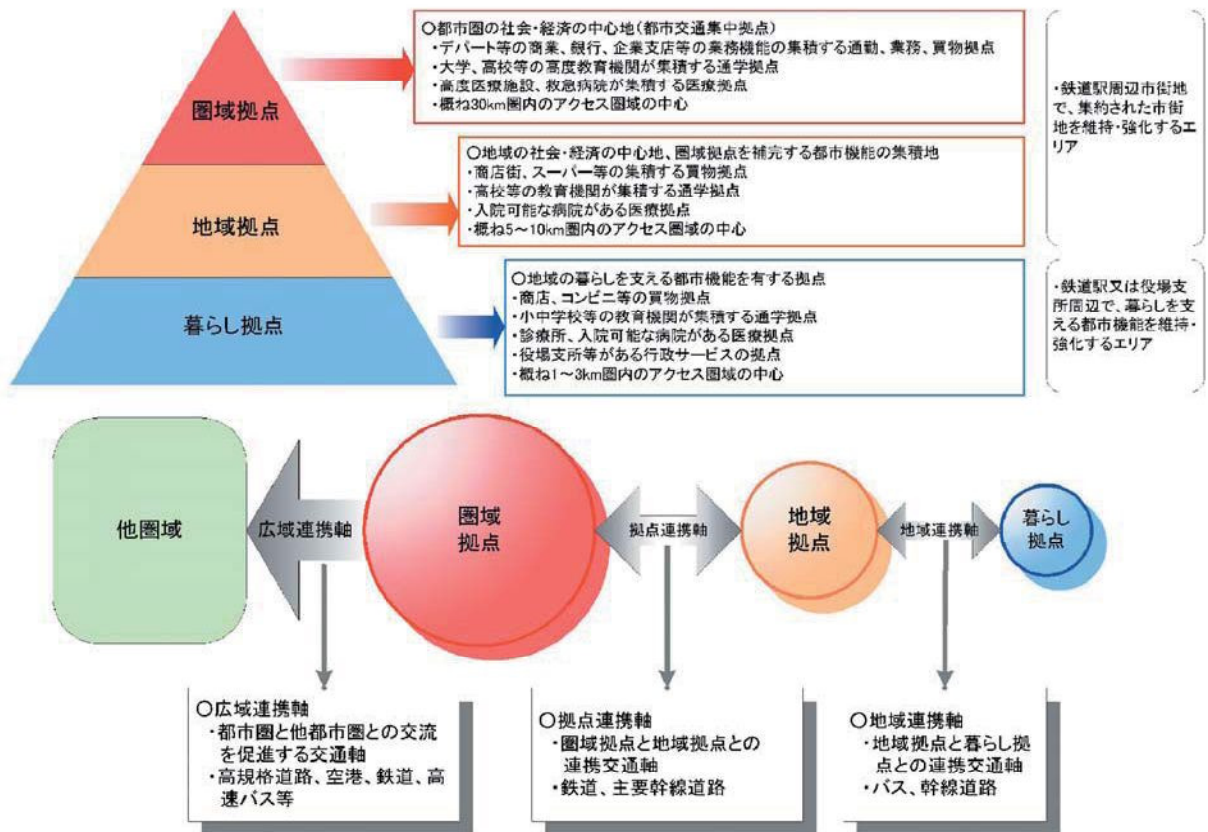 圏域拠点
○都市圏の社会・経済の中心地(都市交通集中拠点)
・デパート等の商業、銀行、企業支店等の業務機能の集積する通勤、業務、買物拠点
・大学、高校等の高度教育機関が集積する通学拠点
・高度医療施設、救急病院が集積する医療拠点
・概ね30km圏内のアクセス圏域の中心
・鉄道駅周辺市街地
で、集約された市街
地を維持・強化するエ
リア
地域拠点
○地域の社会・経済の中心地、圏域拠点を補完する都市機能の集積地
・商店街、スーパー等の集積する買物拠点
・高校等の教育機関が集積する通学拠点
・入院可能な病院がある医療拠点
・概ね5～10km圏内のアクセス圏域の中心
暮らし拠点
○地域の暮らしを支える都市機能を有する拠点
・商店、コンビニ等の買物拠点
・小中学校等の教育機関が集積する通学拠点
・診療所、入院可能な病院がある医療拠点
・役場支所等がある行政サービスの拠点
・概ね1～3km圏内のアクセス圏域の中心
・鉄道駅又は役場支
所周辺で、暮らしを支
える都市機能を維持・
強化するエリア
他圏域
広域連携軸
圏域
拠点
拠点連携軸
地域
拠点
地域連携軸
暮らし
拠点
○広域連携軸
・都市圏と他都市圏との交流
を促進する交通軸
・高規格道路、空港、鉄道、高
速バス等
○拠点連携軸
・圏域拠点と地域拠点との
連携交通軸
・鉄道、主要幹線道路
○地域連携軸
・地域拠点と暮らし拠
点との連携交通軸
・バス、幹線道路